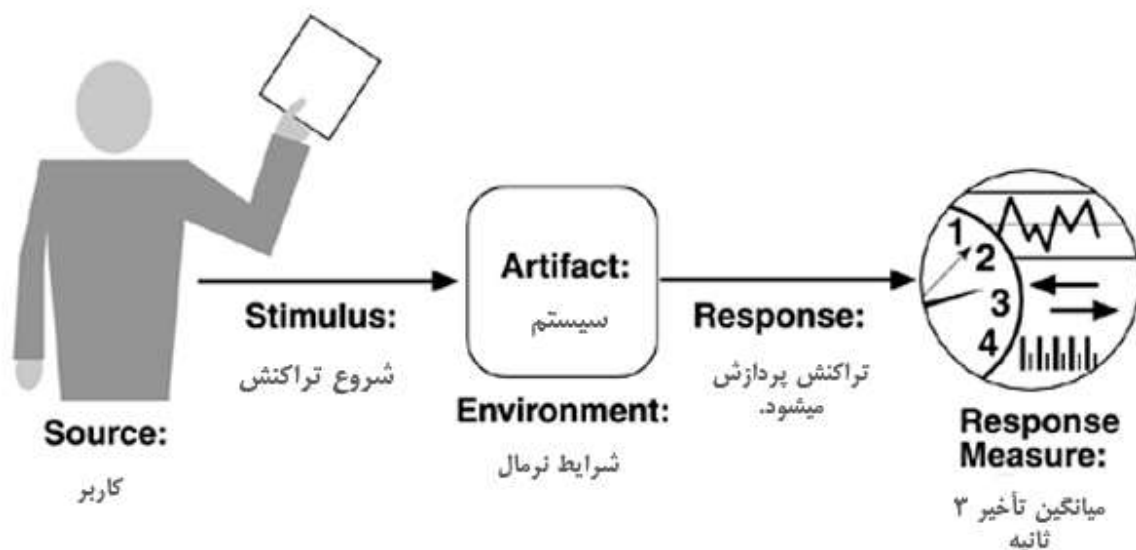 Source:
کاربر
Stimulus:
شروع تراکنش
Artifact:
سیستم
Environment:
شرایط نرمال
Response:
تراکنش پردازش
میشود.
1
2
3
4
Response
Measure:
میانگین تأخیر ۳
ثانیه